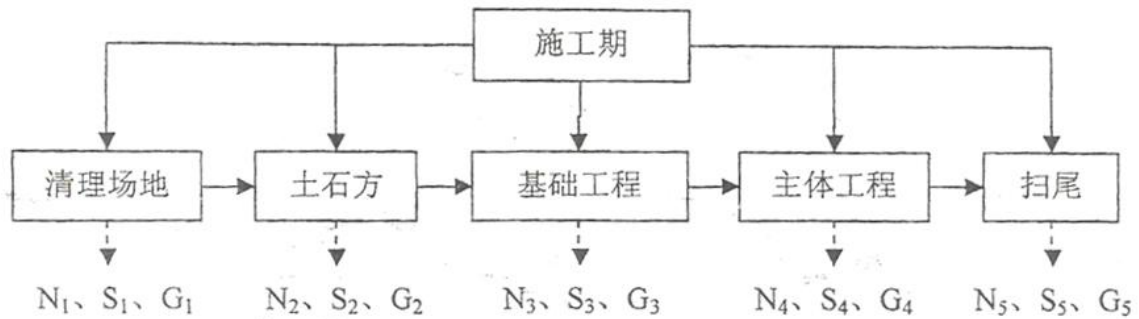 施工期
清理场地 土石方 基础工程 主体工程 扫尾
N₁、S₁、G₁ N₂、S₂、G₂ N₃、S₃、G₃ N₄、S₄、G₄ N₅、S₅、G₅